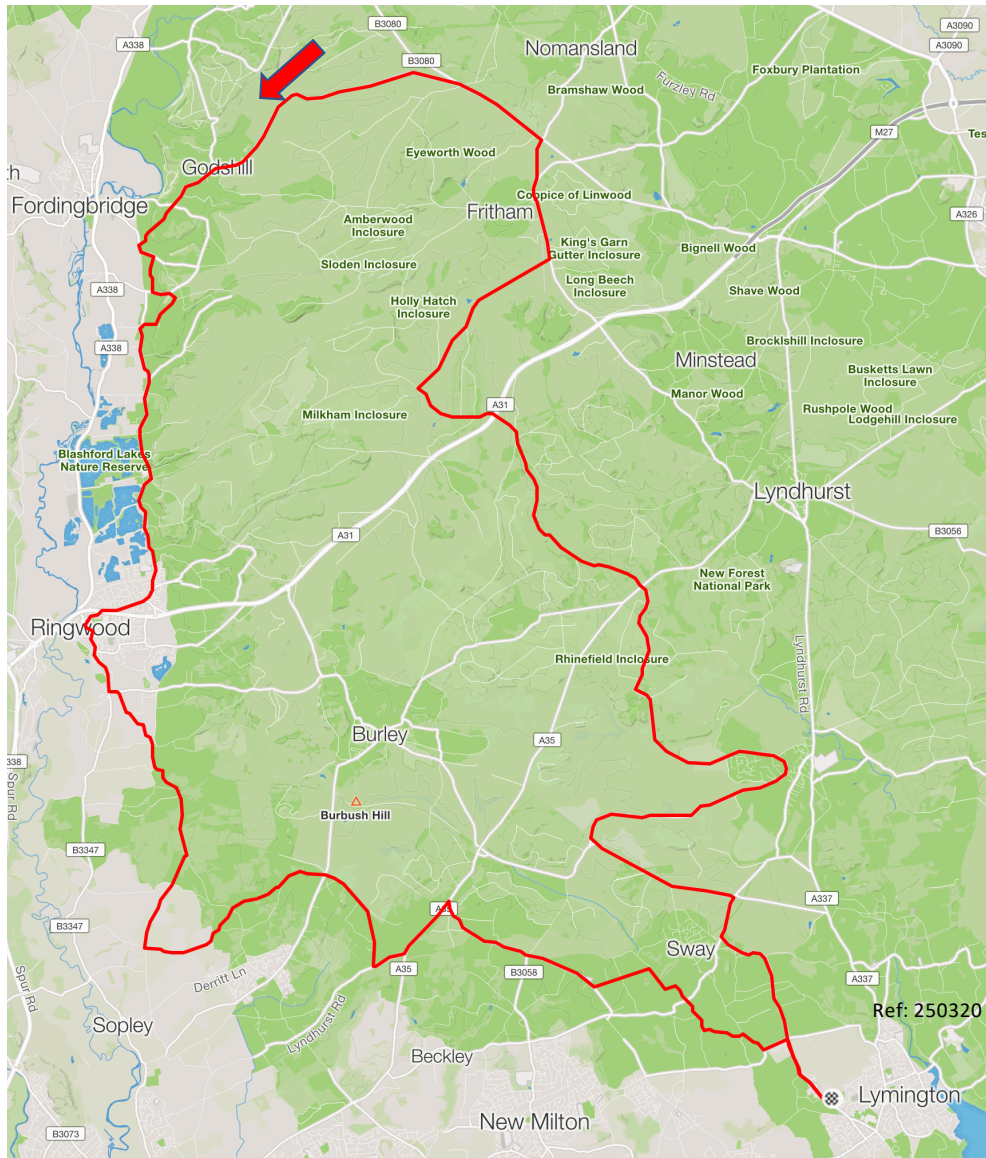 A338
B3080
A3090
A3090
Nomansland
B3080
Foxbury Plantation
Bramshaw Wood
Furzley Rd
M27
Tes
Eyeworth Wood
th
Godshill
Coppice of Linwood
Fordingbridge
Fritham
A326
Amberwood
Inclosure
King's Garn
Gutter Inclosure
Bignell Wood
Sloden Inclosure
Long Beech
Inclosure
A338
Shave Wood
Holly Hatch
Inclosure
Brocklshill Inclosure
A338
Minstead
Busketts Lawn
Inclosure
Manor Wood
A31
Rushpole Wood
Lodgehill Inclosure
Milkham Inclosure
Blashford Lakes
Nature Reserve
Lyndhurst
A31
B3056
New Forest
National Park
Ringwood
Rhinefield Inclosure
Lyndhurst Rd
Burley
A35
338
Spur Rd
Burbush Hill
B3347
A337
A35
B3347
Sway
Derritt Ln
A35
B3058
A337
Spur Rd
Ref: 250320
Lyndhurst Rd
Sopley
Beckley
Lymington
New Milton
B3073